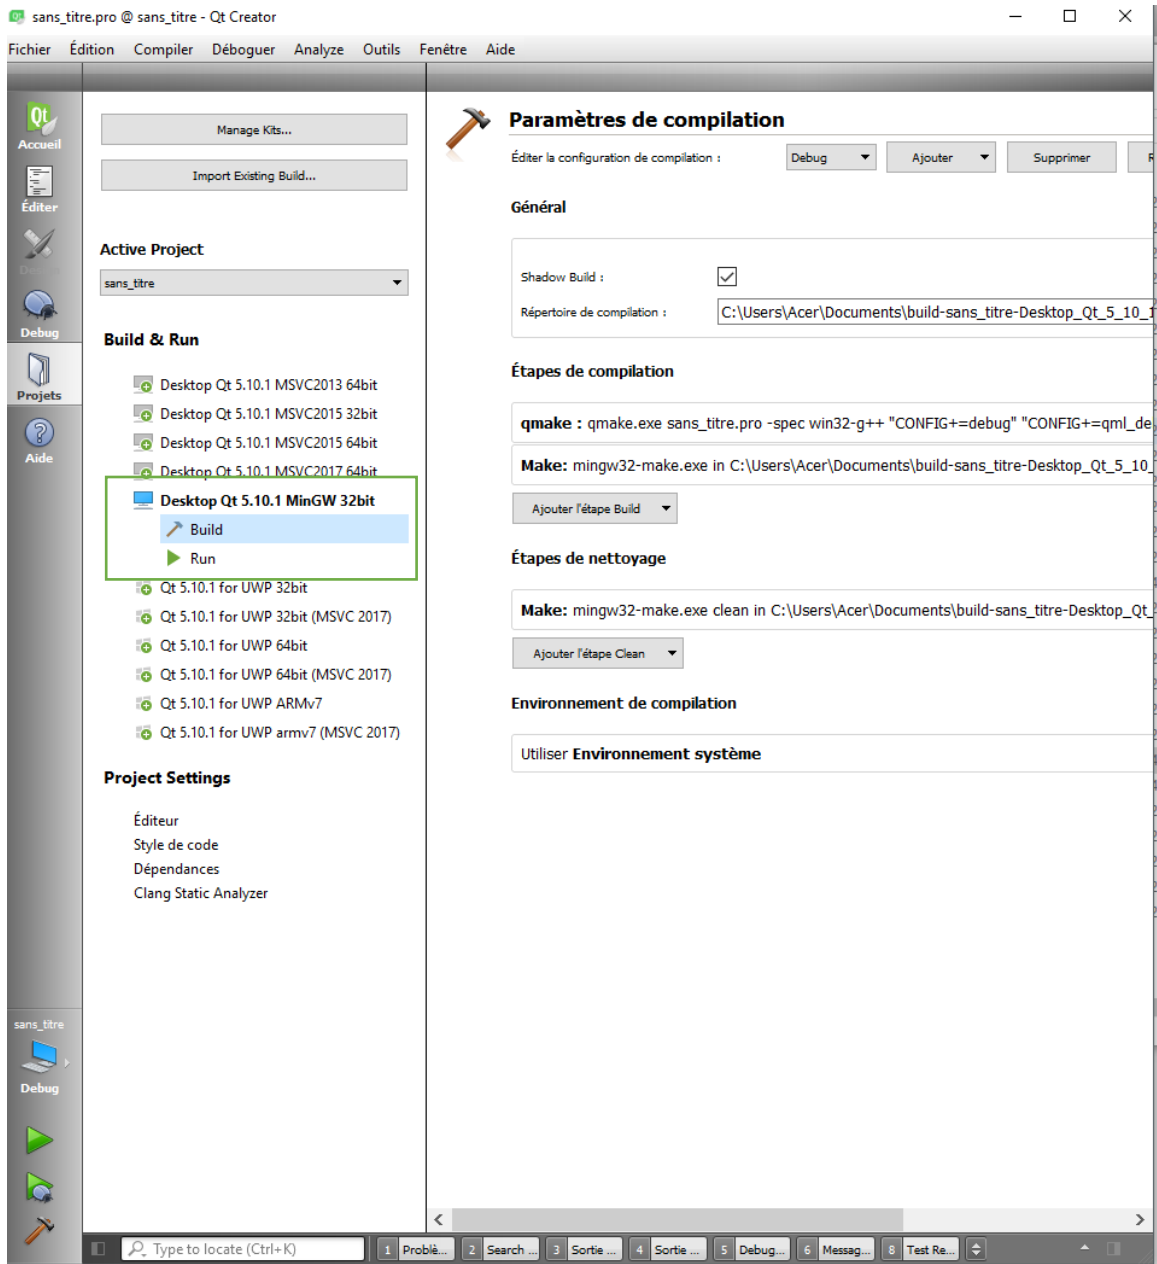 sans_titre.pro @ sans_titre - Qt Creator
Fichier Édition Compiler Déboguer Analyze Outils Fenêtre Aide
Qt
Accueil
Éditer
Debug
Projets
Aide
Manage Kits...
Import Existing Build...
Active Project
sans_titre
Build & Run
Desktop Qt 5.10.1 MSVC2013 64bit
Desktop Qt 5.10.1 MSVC2015 32bit
Desktop Qt 5.10.1 MSVC2015 64bit
Desktop Qt 5.10.1 MSVC2017 64bit
Desktop Qt 5.10.1 MinGW 32bit
Build
Run
Qt 5.10.1 for UWP 32bit
Qt 5.10.1 for UWP 32bit (MSVC 2017)
Qt 5.10.1 for UWP 64bit
Qt 5.10.1 for UWP 64bit (MSVC 2017)
Qt 5.10.1 for UWP ARMv7
Qt 5.10.1 for UWP armv7 (MSVC 2017)
Project Settings
Éditeur
Style de code
Dépendances
Clang Static Analyzer
Paramètres de compilation
Éditer la configuration de compilation : Debug Ajouter Supprimer R
Général
Shadow Build :
Répertoire de compilation : C:\Users\Acer\Documents\build-sans_titre-Desktop_Qt_5_10_1
Étapes de compilation
qmake : qmake.exe sans_titre.pro -spec win32-g++ "CONFIG+=debug" "CONFIG+=qml_de
Make: mingw32-make.exe in C:\Users\Acer\Documents\build-sans_titre-Desktop_Qt_5_10_
Ajouter l'étape Build
Étapes de nettoyage
Make: mingw32-make.exe clean in C:\Users\Acer\Documents\build-sans_titre-Desktop_Qt_
Ajouter l'étape Clean
Environnement de compilation
Utiliser Environnement système
sans_titre
Debug
Type to locate (Ctrl+K) 1 Problè... 2 Search ... 3 Sortie ... 4 Sortie ... 5 Debug... 6 Messag... 8 Test Re...